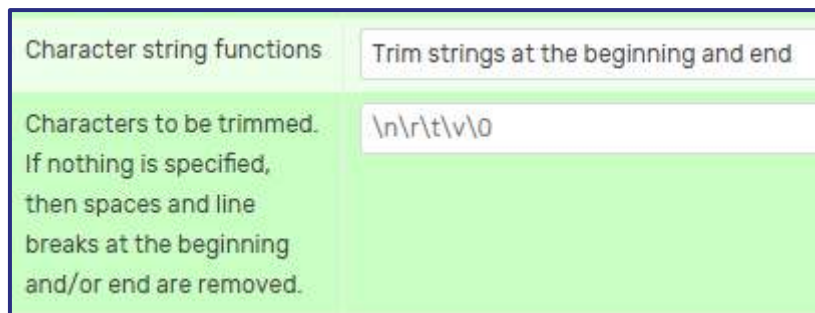 Character string functions
Trim strings at the beginning and end
Characters to be trimmed.
If nothing is specified,
then spaces and line
breaks at the beginning
and/or end are removed.
\n\r\t\v\0